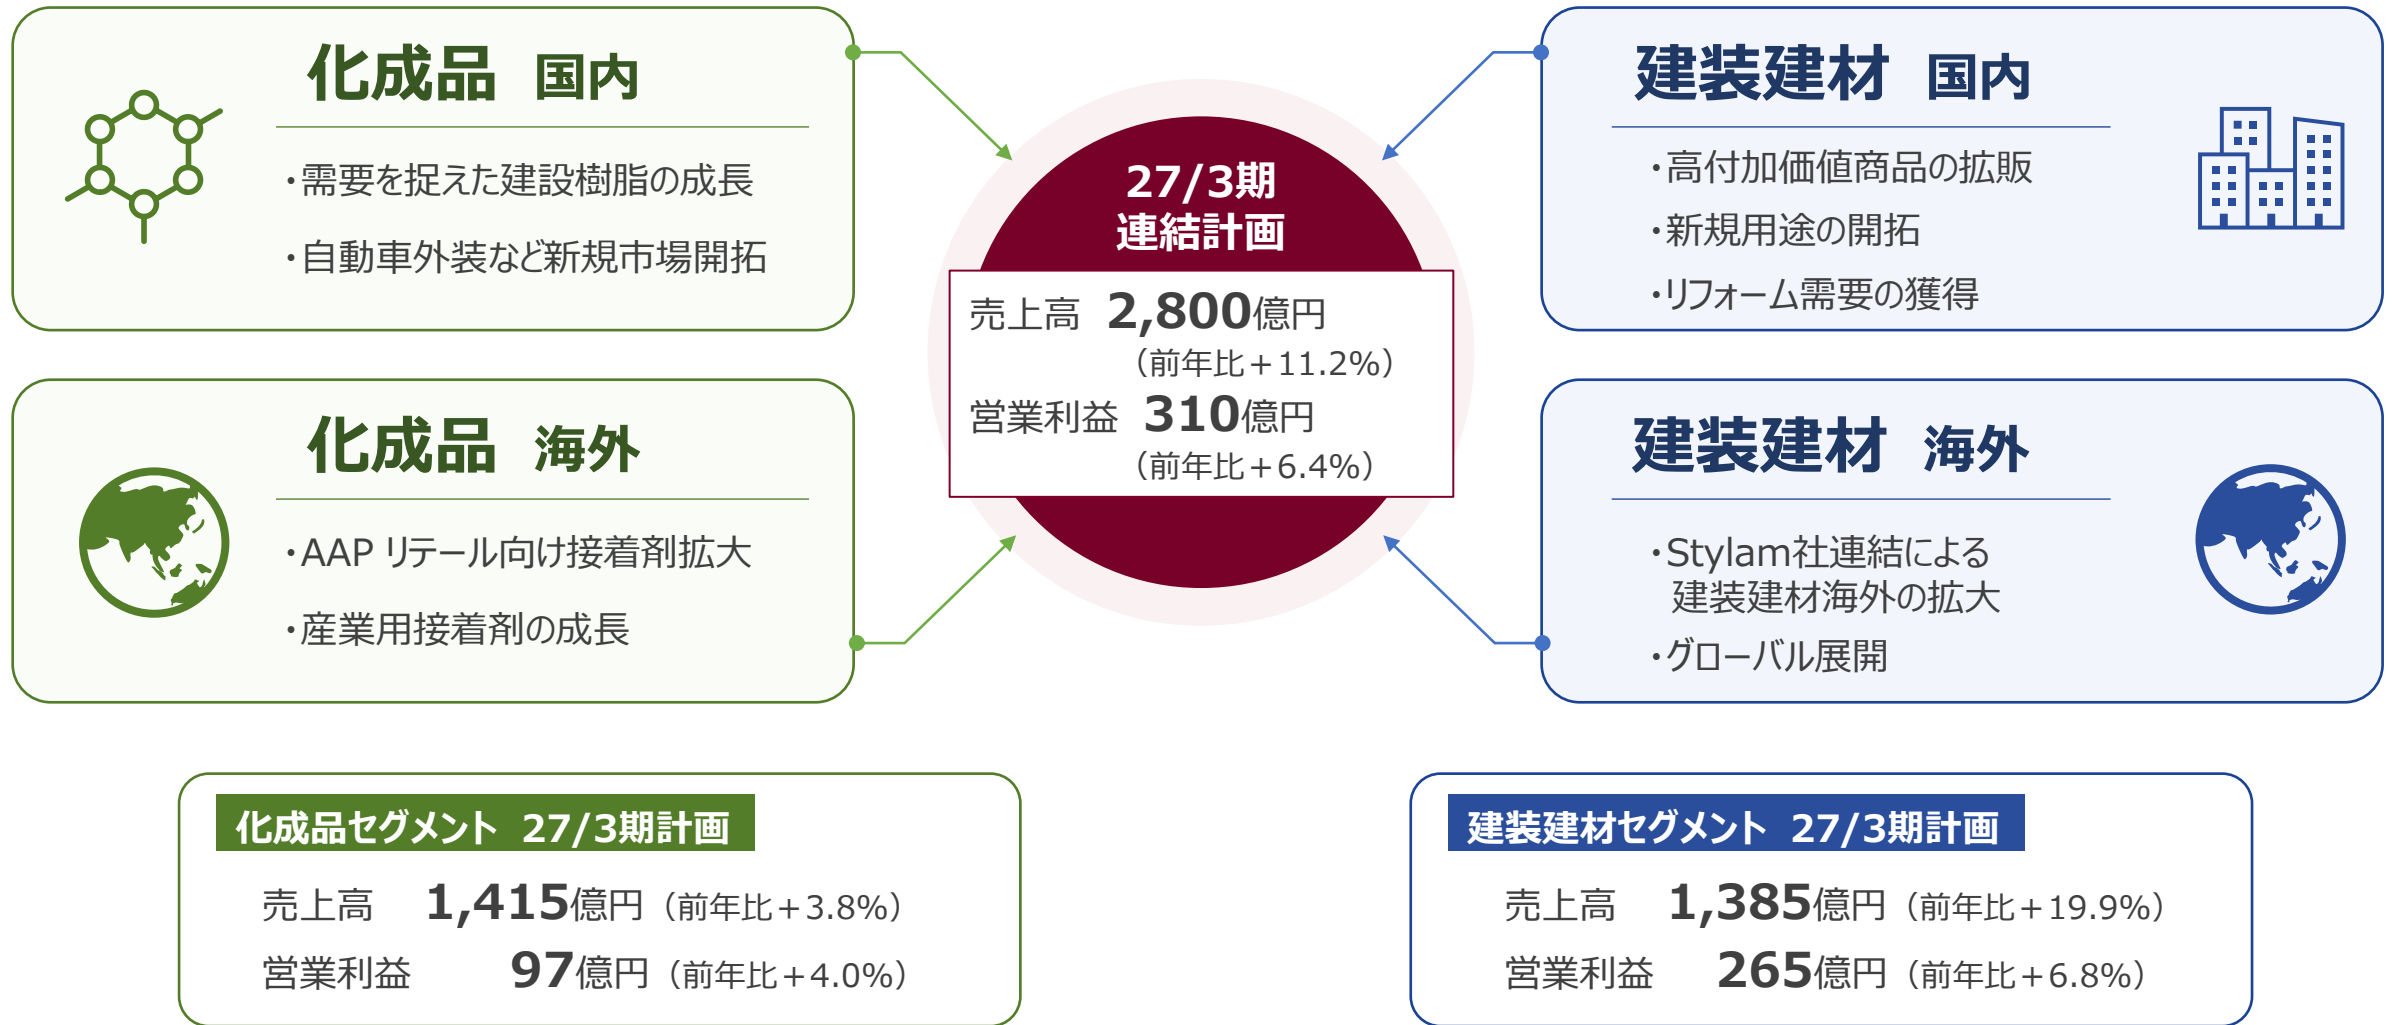 化成品 国内
・需要を捉えた建設樹脂の成長
・自動車外装など新規市場開拓
化成品 海外
・AAP リテール向け接着剤拡大
・産業用接着剤の成長
27/3期
連結計画
売上高 2,800億円
（前年比＋11.2%）
営業利益 310億円
（前年比＋6.4%）
建装建材 国内
・高付加価値商品の拡販
・新規用途の開拓
・リフォーム需要の獲得
建装建材 海外
・Stylam社連結による
建装建材海外の拡大
・グローバル展開
化成品セグメント 27/3期計画
売上高 1,415億円（前年比＋3.8%）
営業利益 97億円（前年比＋4.0%）
建装建材セグメント 27/3期計画
売上高 1,385億円（前年比＋19.9%）
営業利益 265億円（前年比＋6.8%）